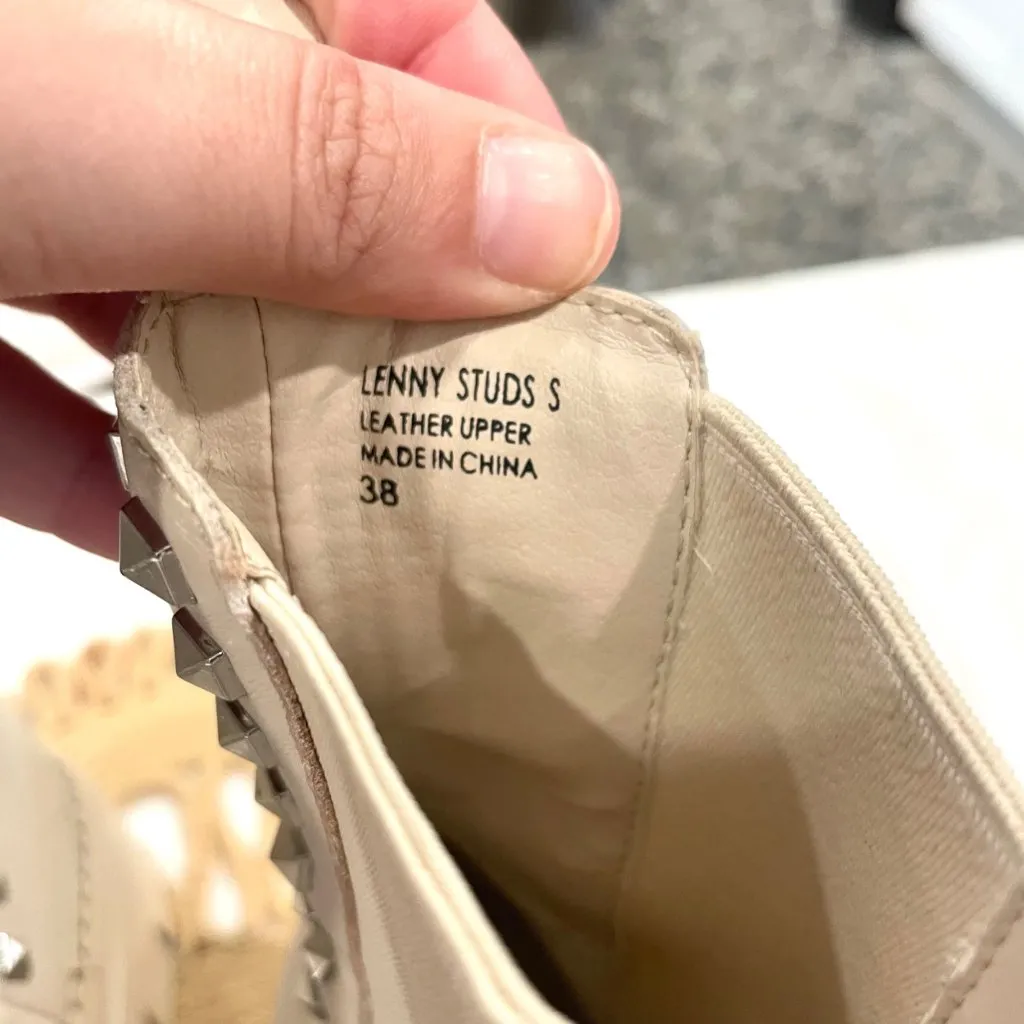 LENNY STUDS S
LEATHER UPPER
MADE IN CHINA
38